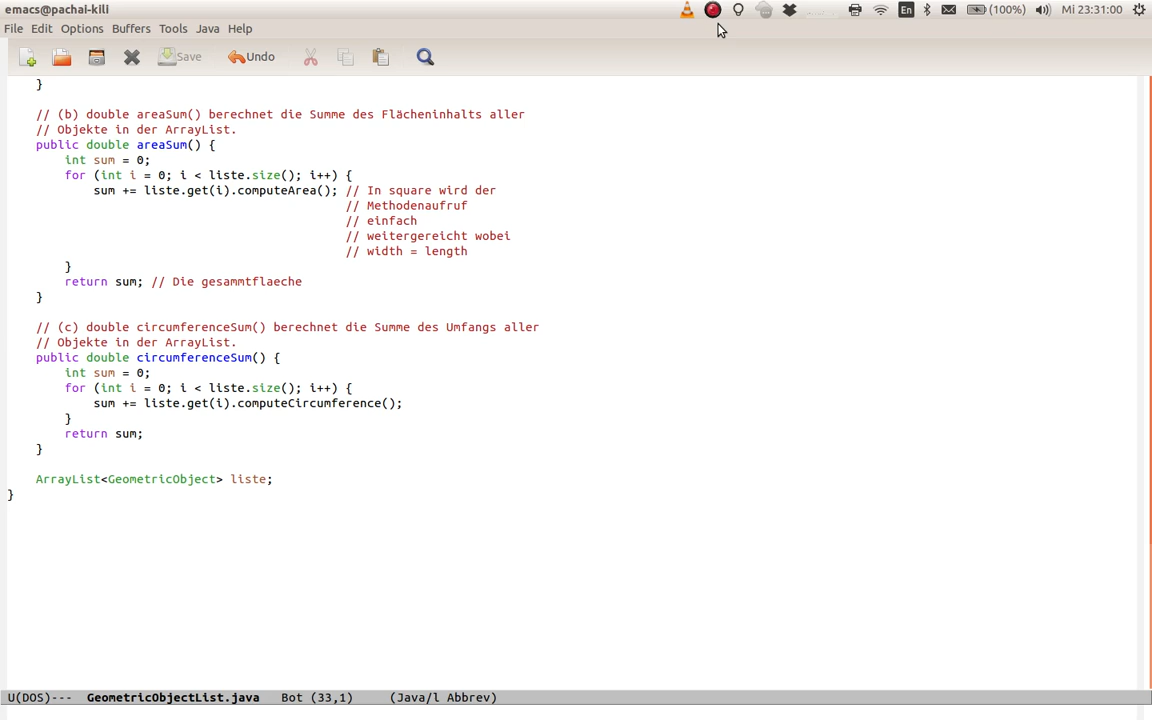 emacs@pachai-kili
En
(100%)
Mi 23:31:00
File Edit Options Buffers Tools Java Help
Save
Undo
}
// (b) double areaSum() berechnet die Summe des Flächeninhalts aller
// Objekte in der ArrayList.
public double areaSum() {
int sum = 0;
for (int i = 0; i < liste.size(); i++) {
sum += liste.get(i).computeArea(); // In square wird der
// Methodenaufruf
// einfach
// weitergereicht wobei
// width = length
}
return sum; // Die gesammtflaeche
}
// (c) double circumferenceSum() berechnet die Summe des Umfangs aller
// Objekte in der ArrayList.
public double circumferenceSum() {
int sum = 0;
for (int i = 0; i < liste.size(); i++) {
sum += liste.get(i).computeCircumference();
}
return sum;
}
ArrayList<GeometricObject> liste;
}
U(DOS)--- GeometricObjectList.java Bot (33,1) (Java/l Abbrev)